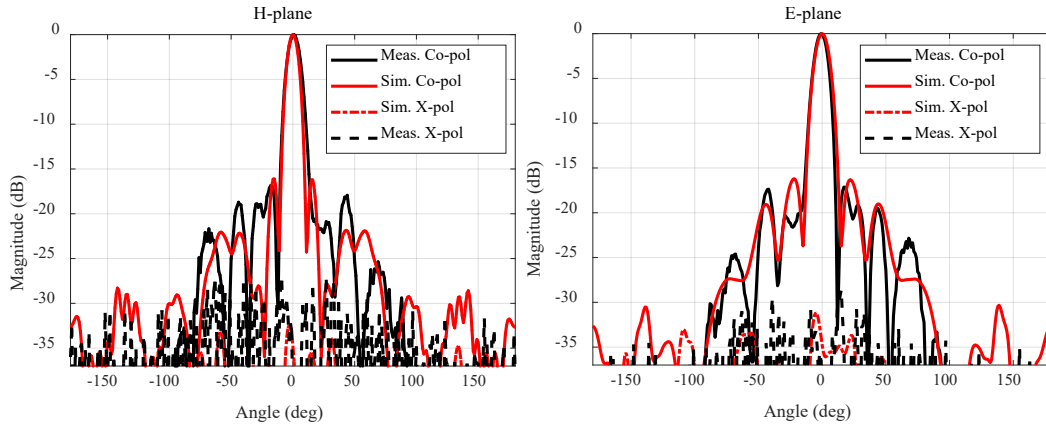 H-plane
0
-5
-10
-15
-20
-25
-30
-35
Magnitude (dB)
-150 -100 -50 0 50 100 150
Angle (deg)
Meas. Co-pol
Sim. Co-pol
Sim. X-pol
Meas. X-pol
E-plane
0
-5
-10
-15
-20
-25
-30
-35
Magnitude (dB)
-150 -100 -50 0 50 100 150
Angle (deg)
Meas. Co-pol
Sim. Co-pol
Sim. X-pol
Meas. X-pol